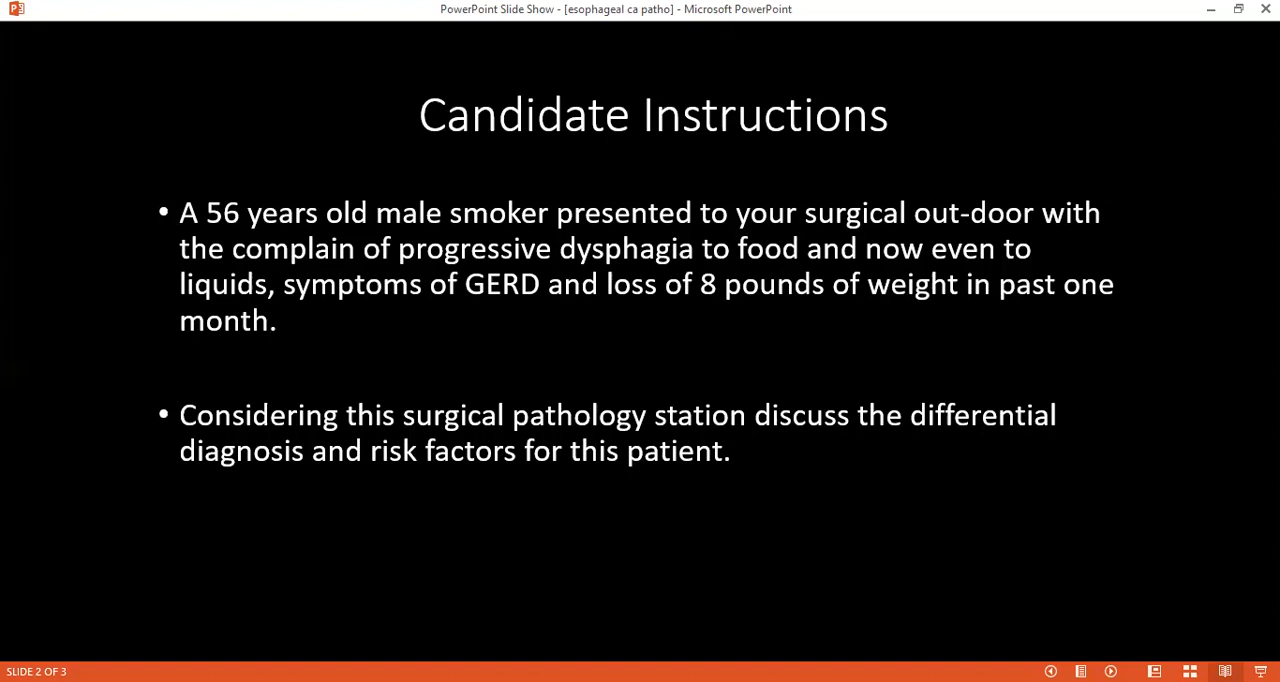 PowerPoint Slide Show - [esophageal ca patho] - Microsoft PowerPoint
Candidate Instructions
• A 56 years old male smoker presented to your surgical out-door with
the complain of progressive dysphagia to food and now even to
liquids, symptoms of GERD and loss of 8 pounds of weight in past one
month.
• Considering this surgical pathology station discuss the differential
diagnosis and risk factors for this patient.
SLIDE 2 OF 3